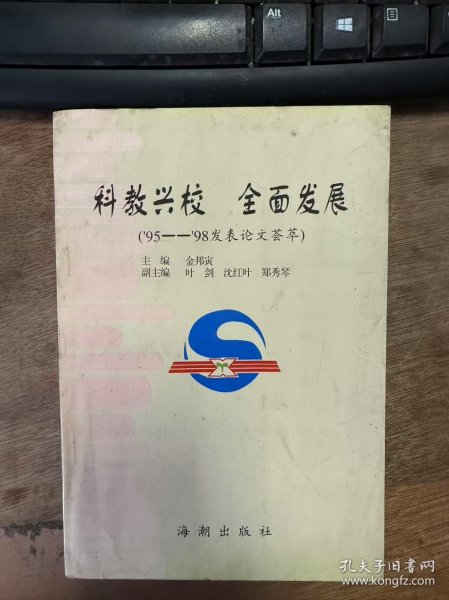 Alt
科教兴校 全面发展
('95——'98发表论文荟萃)
主编 金邦寅
副主编 叶剑 沈红叶 郑秀琴
海潮出版社
孔夫子旧书网
www.kongfz.com